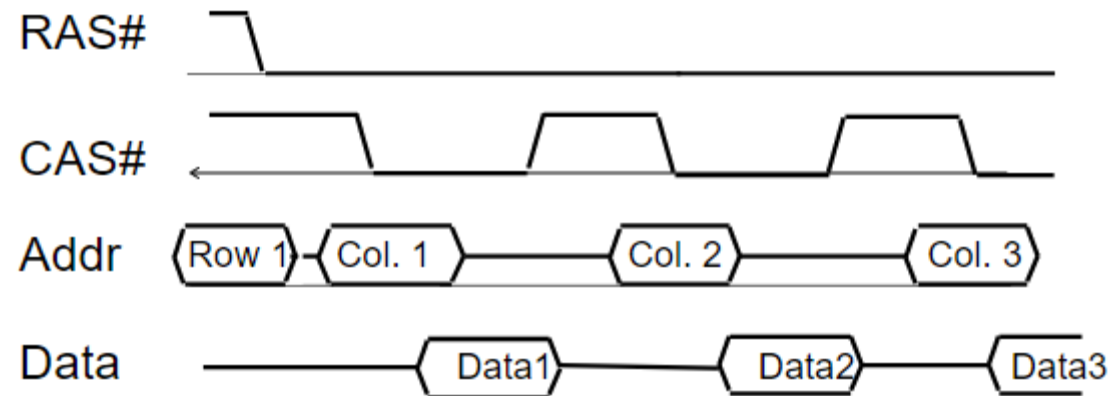 RAS#
CAS#
Addr Row 1 Col. 1 Col. 2 Col. 3
Data Data1 Data2 Data3